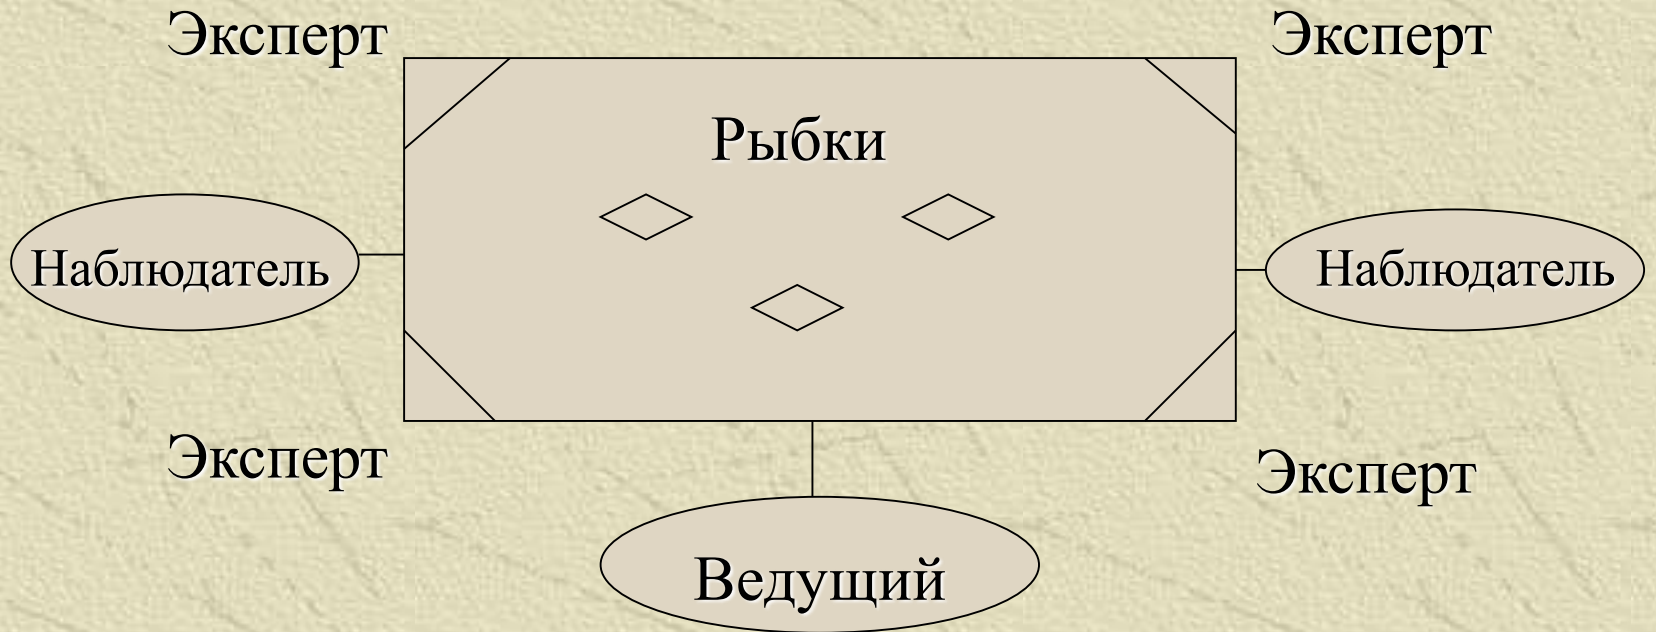 Эксперт
Эксперт
Рыбки
Наблюдатель
Наблюдатель
Эксперт
Эксперт
Ведущий